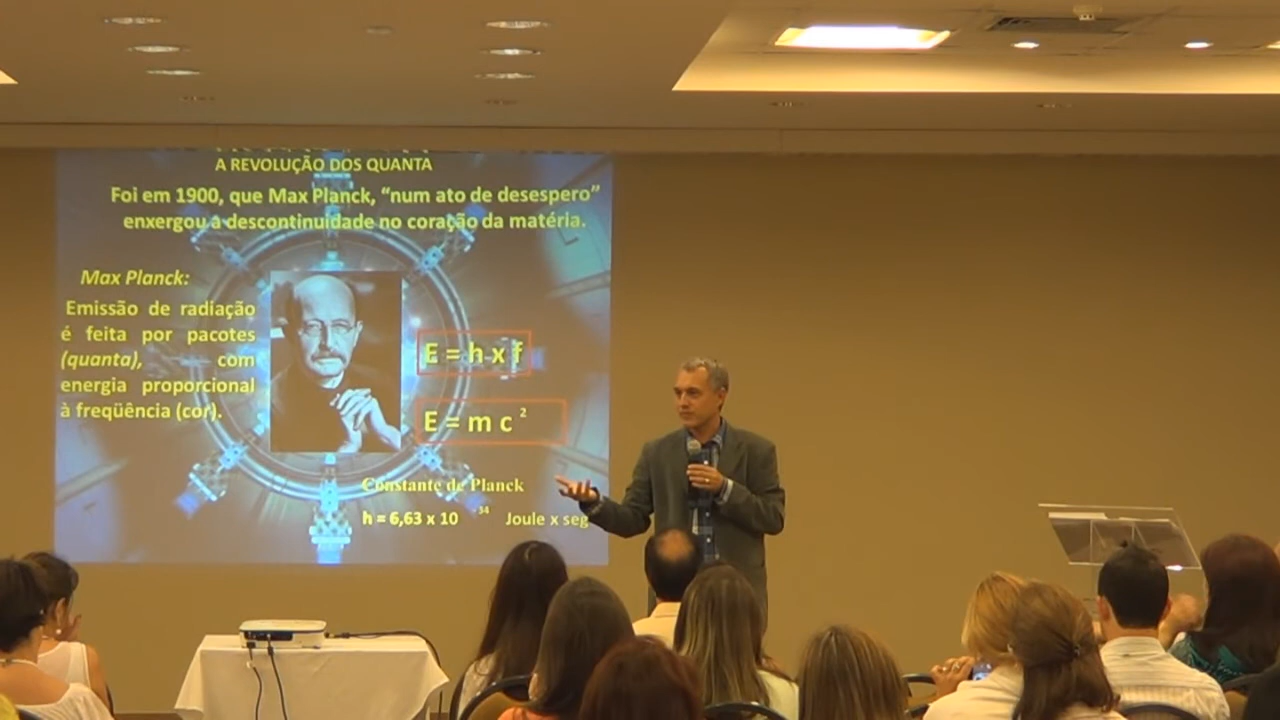 A REVOLUÇÃO DOS QUANTA
Foi em 1900, que Max Planck, “num ato de desespero”
enxergou a descontinuidade no coração da matéria.
Max Planck:
Emissão de radiação
é feita por pacotes
(quanta), com
energia proporcional
à freqüência (cor).
E = h x f
E = m c 2
Constante de Planck
h = 6,63 x 10 -34 Joule x seg